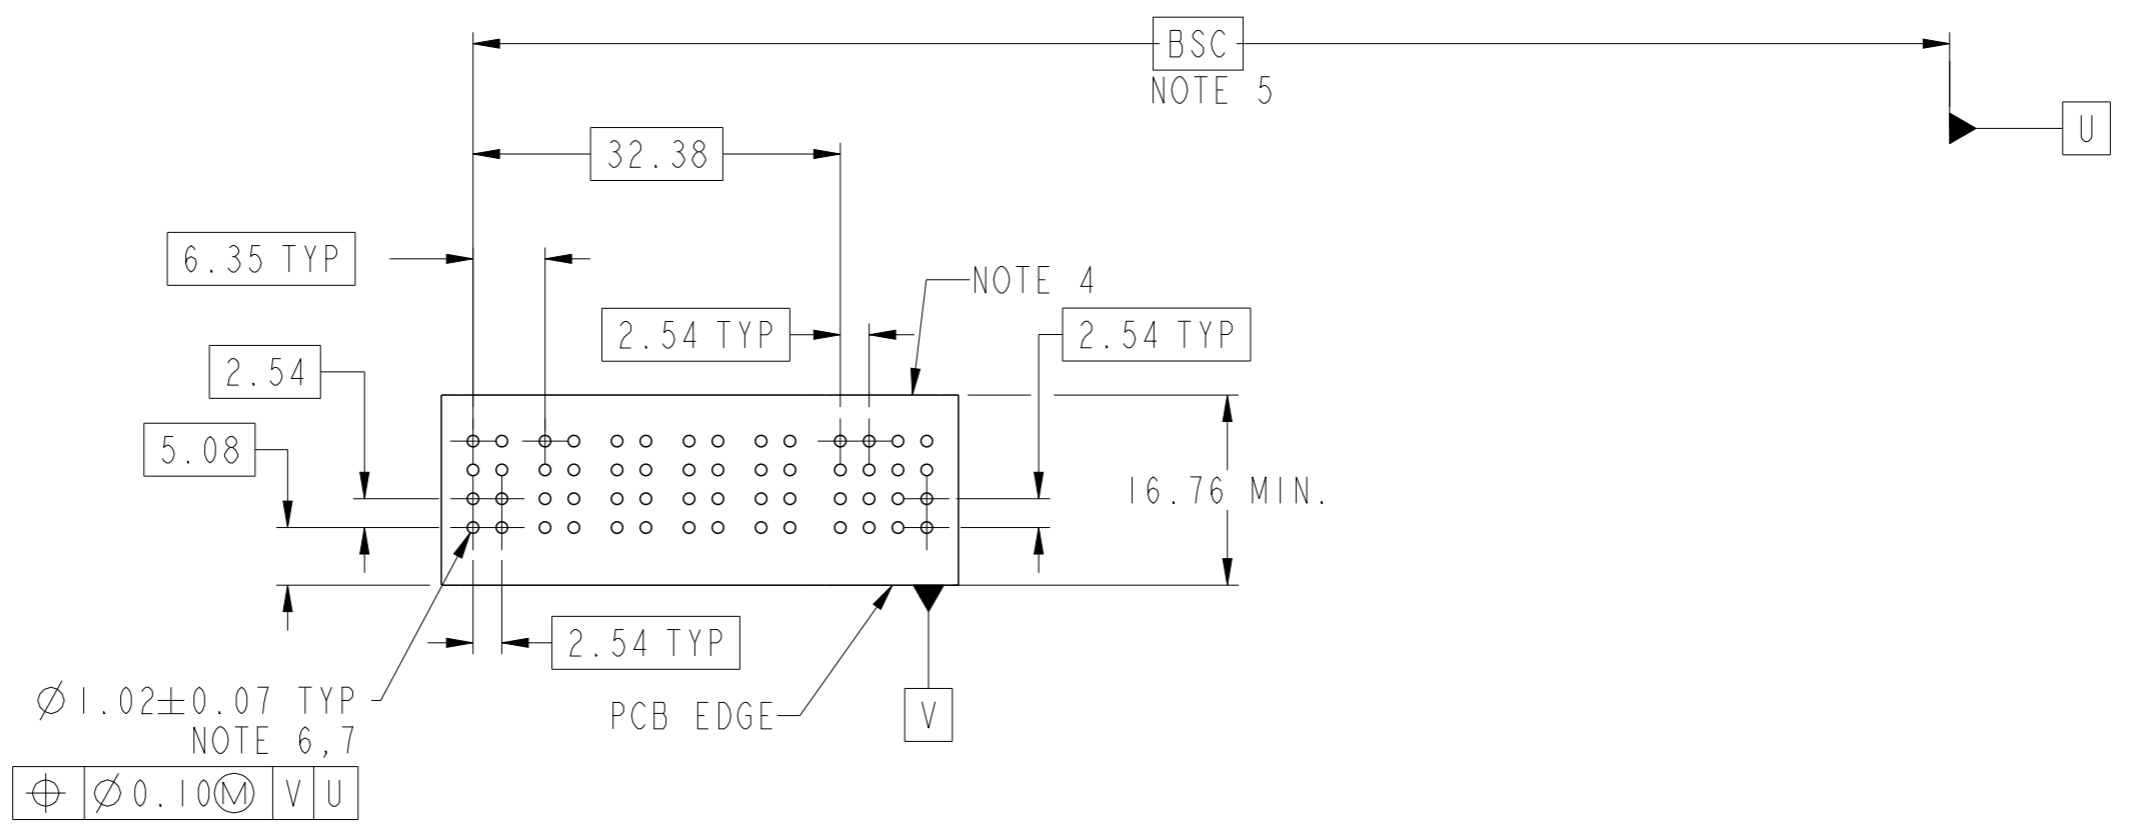 BSC
NOTE 5
U
32.38
6.35 TYP
NOTE 4
2.54 TYP
2.54 TYP
2.54
5.08
16.76 MIN.
2.54 TYP
Ø1.02±0.07 TYP
NOTE 6,7
PCB EDGE
V
⌖ Ø0.10Ⓜ V U